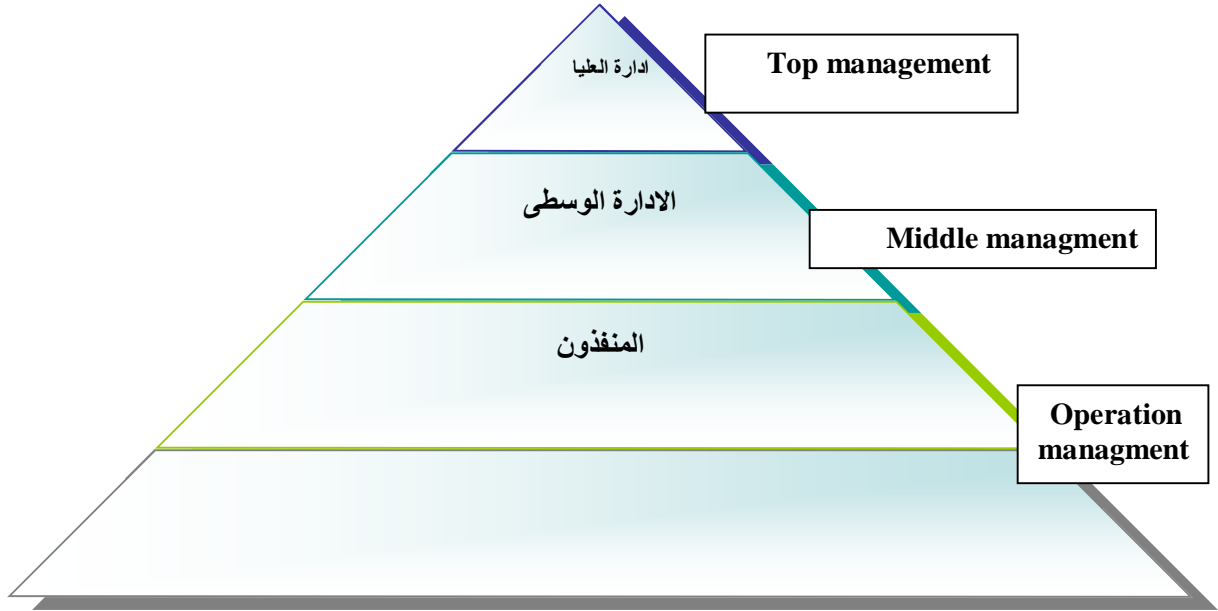 ادارة العليا
Top management
الادارة الوسطى
Middle managment
المنفذون
Operation
managment